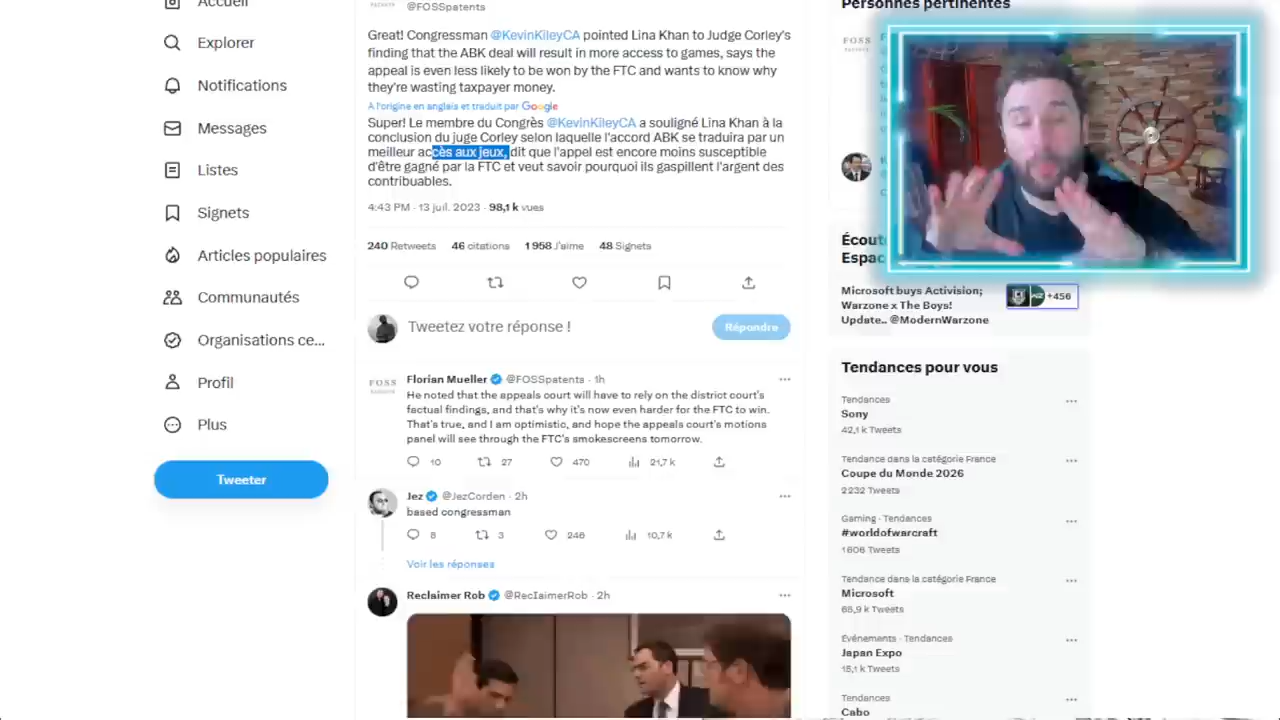 Accueil
Explorer
Notifications
Messages
Listes
Signets
Articles populaires
Communautés
Organisations ce...
Profil
Plus
Tweeter
@FOSSpatents
Great! Congressman @KevinKileyCA pointed Lina Khan to Judge Corley's
finding that the ABK deal will result in more access to games, says the
appeal is even less likely to be won by the FTC and wants to know why
they're wasting taxpayer money.
À l'origine en anglais et traduit par Google
Super! Le membre du Congrès @KevinKileyCA a souligné Lina Khan à la
conclusion du juge Corley selon laquelle l'accord ABK se traduira par un
meilleur accès aux jeux, dit que l'appel est encore moins susceptible
d'être gagné par la FTC et veut savoir pourquoi ils gaspillent l'argent des
contribuables.
4:43 PM · 13 juil. 2023 · 98,1 k vues
240 Retweets 46 citations 1 958 J'aime 48 Signets
Tweetez votre réponse !
Répondre
FOSS
Florian Mueller @FOSSpatents · 1h
He noted that the appeals court will have to rely on the district court's
factual findings, and that's why it's now even harder for the FTC to win.
That's true, and I am optimistic, and hope the appeals court's motions
panel will see through the FTC's smokescreens tomorrow.
10 27 470 21,7 k
Jez @JezCorden · 2h
based congressman
8 3 246 10,7 k
Voir les réponses
Reclaimer Rob @RecIaimerRob · 2h
Personnes pertinentes
FOSS
Écout
Espac
Microsoft buys Activision;
Warzone x The Boys!
Update.. @ModernWarzone
+456
Tendances pour vous
Tendances
Sony
42,1 k Tweets
Tendance dans la catégorie France
Coupe du Monde 2026
2 232 Tweets
Gaming · Tendances
#worldofwarcraft
1 606 Tweets
Tendance dans la catégorie France
Microsoft
65,9 k Tweets
Événements · Tendances
Japan Expo
15,1 k Tweets
Tendances
Cabo